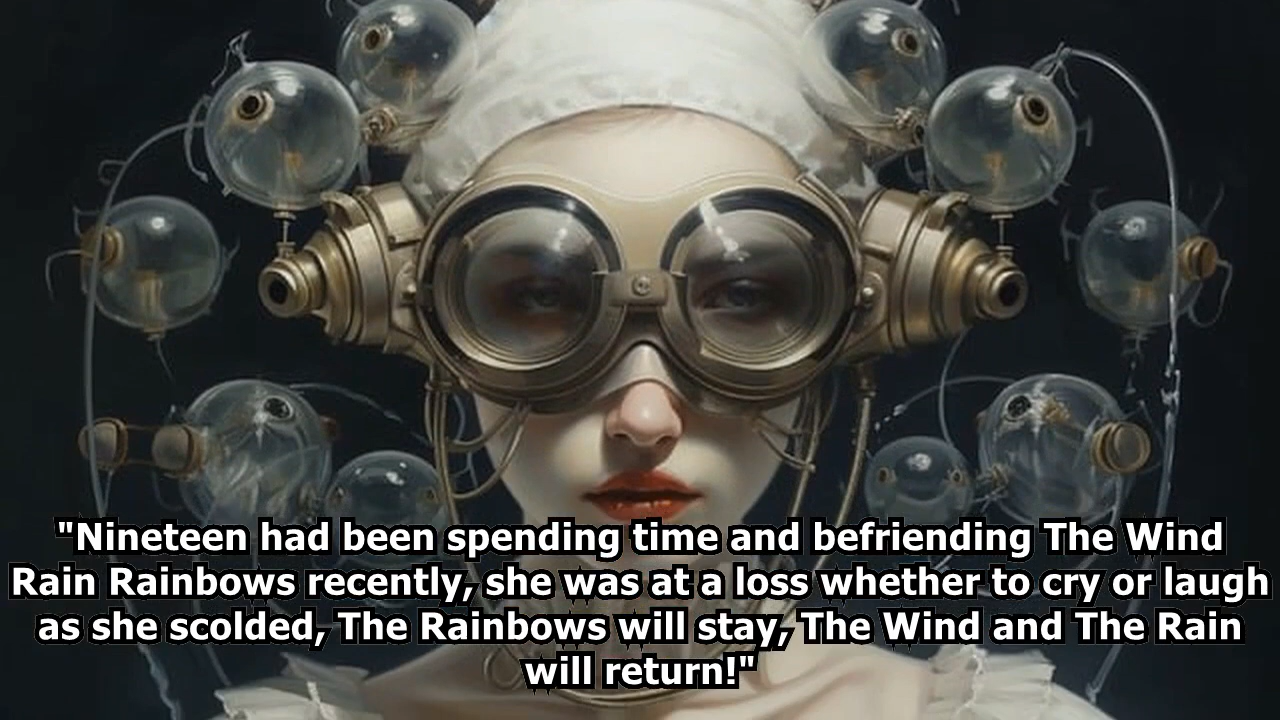 "Nineteen had been spending time and befriending The Wind
Rain Rainbows recently, she was at a loss whether to cry or laugh
as she scolded, The Rainbows will stay, The Wind and The Rain
will return!"